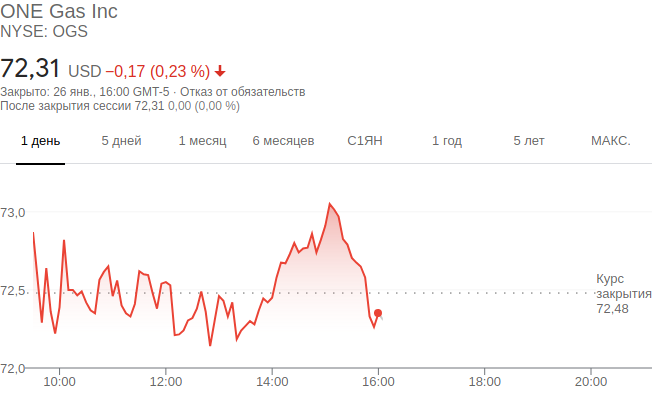 ONE Gas Inc
NYSE: OGS
72,31 USD −0,17 (0,23 %)
Закрыто: 26 янв., 16:00 GMT-5 · Отказ от обязательств
После закрытия сессии 72,31 0,00 (0,00 %)
1 день 5 дней 1 месяц 6 месяцев С1ЯН 1 год 5 лет МАКС.
73,0
72,5
72,0
Курс
закрытия
72,48
10:00 12:00 14:00 16:00 18:00 20:00